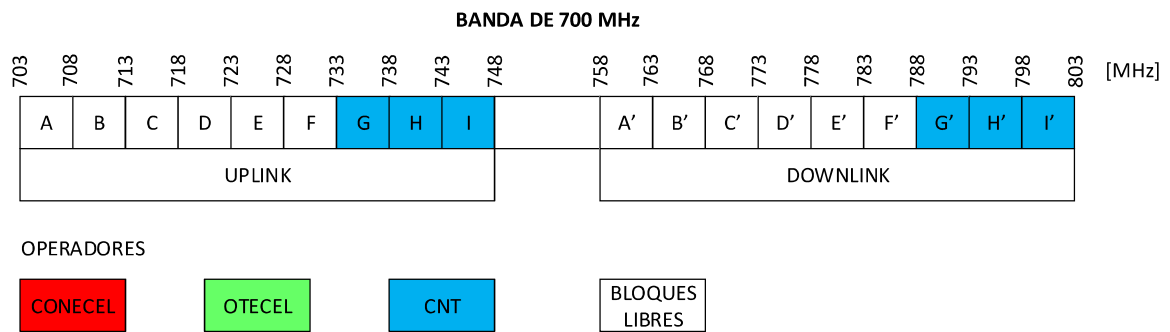 BANDA DE 700 MHz
703 708 713 718 723 728 733 738 743 748 758 763 768 773 778 783 788 793 798 803 [MHz]
A B C D E F G H I A’ B’ C’ D’ E’ F’ G’ H’ I’
UPLINK DOWNLINK
OPERADORES
CONECEL OTECEL CNT BLOQUES
LIBRES